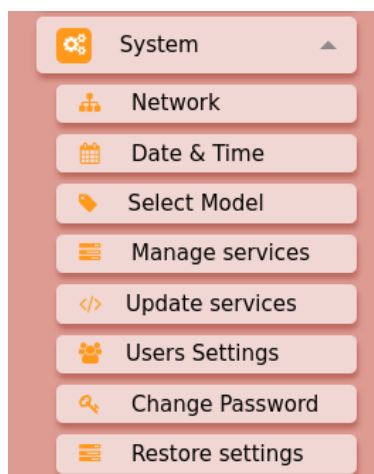 System
Network
Date & Time
Select Model
Manage services
Update services
Users Settings
Change Password
Restore settings